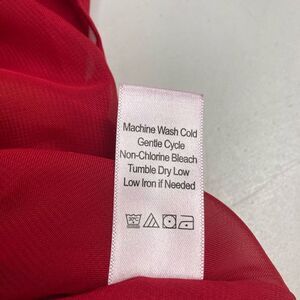 Machine Wash Cold
Gentle Cycle
Non-Chlorine Bleach
Tumble Dry Low
Low Iron if Needed